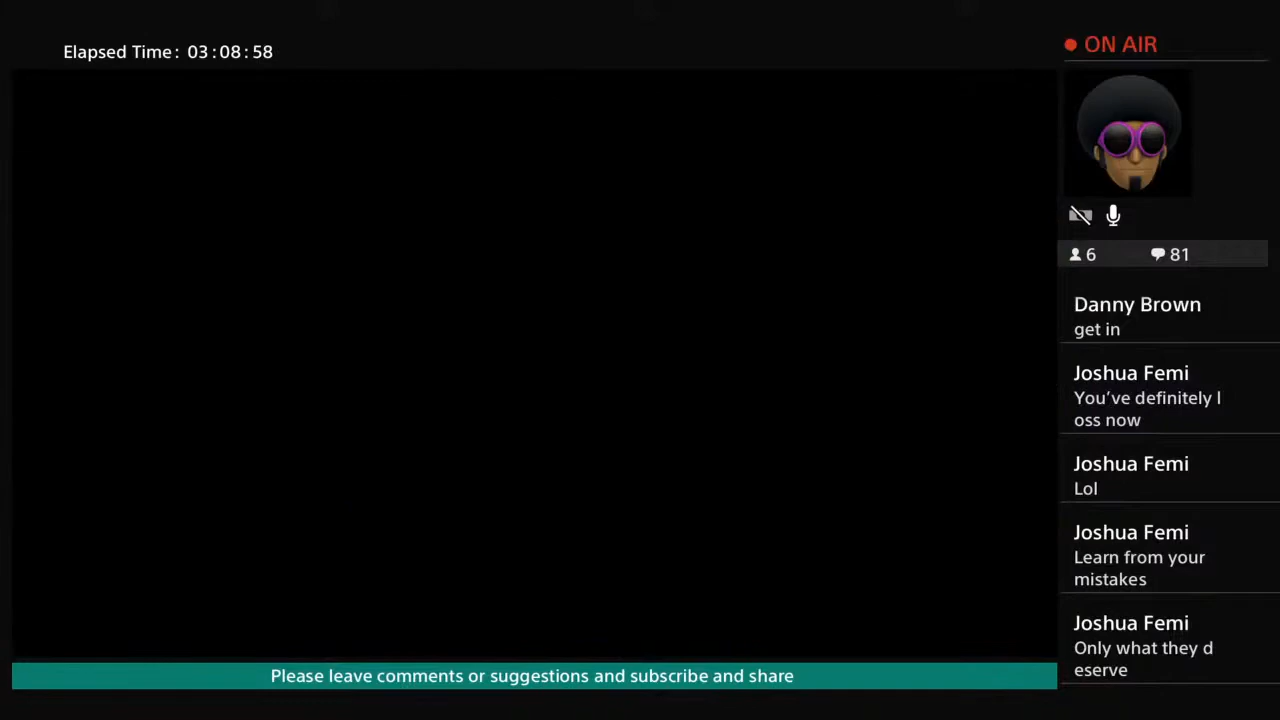 Elapsed Time: 03:08:58
ON AIR
6
81
Danny Brown
get in
Joshua Femi
You’ve definitely l
oss now
Joshua Femi
Lol
Joshua Femi
Learn from your
mistakes
Joshua Femi
Only what they d
eserve
Please leave comments or suggestions and subscribe and share